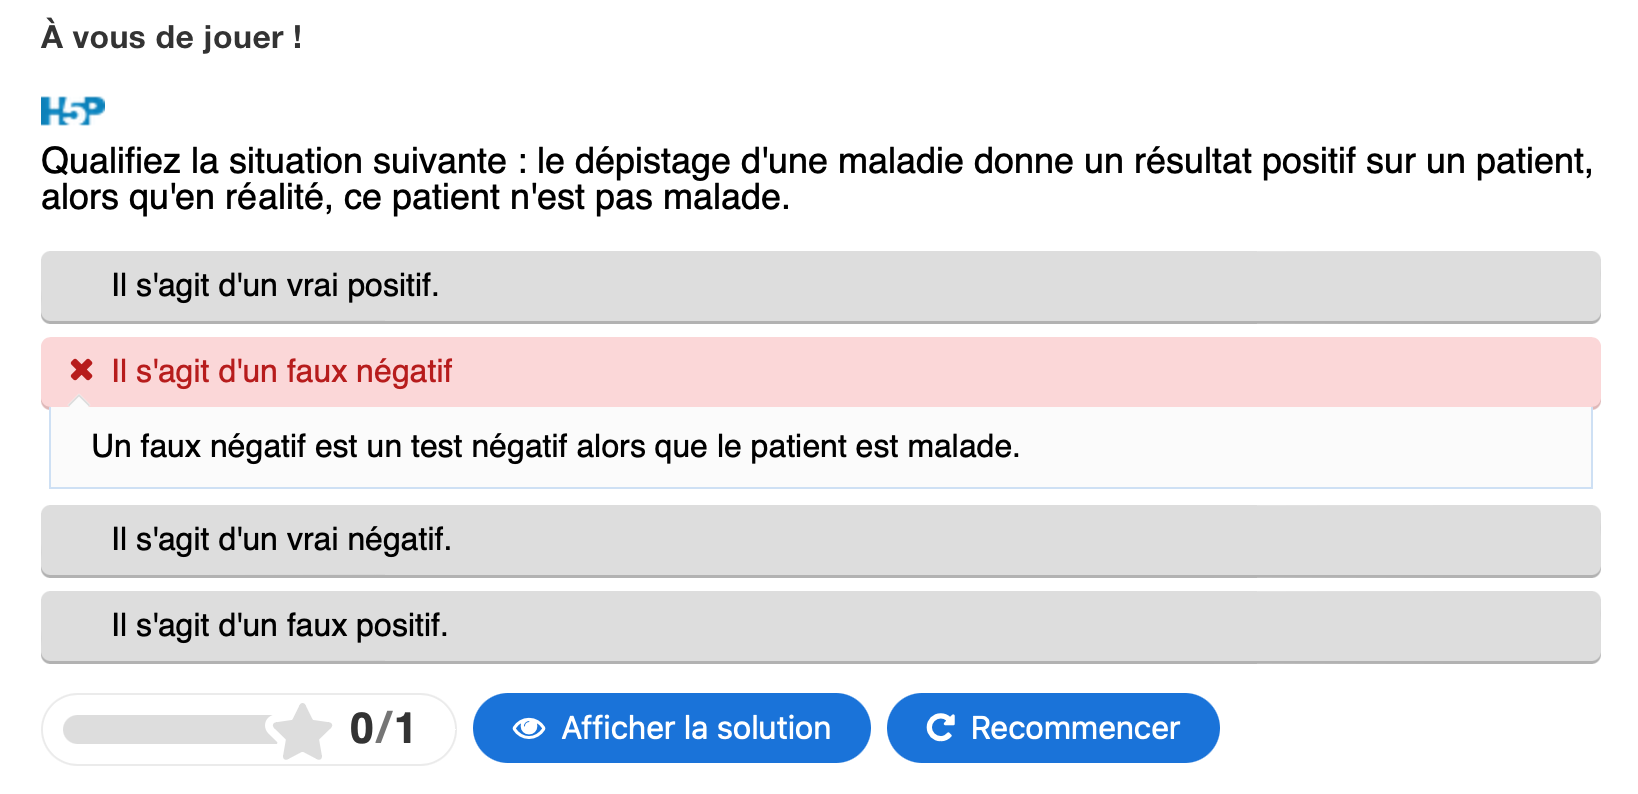 À vous de jouer !
H5P
Qualifiez la situation suivante : le dépistage d'une maladie donne un résultat positif sur un patient,
alors qu'en réalité, ce patient n'est pas malade.
Il s'agit d'un vrai positif.
Il s'agit d'un faux négatif
Un faux négatif est un test négatif alors que le patient est malade.
Il s'agit d'un vrai négatif.
Il s'agit d'un faux positif.
0/1 Afficher la solution Recommencer